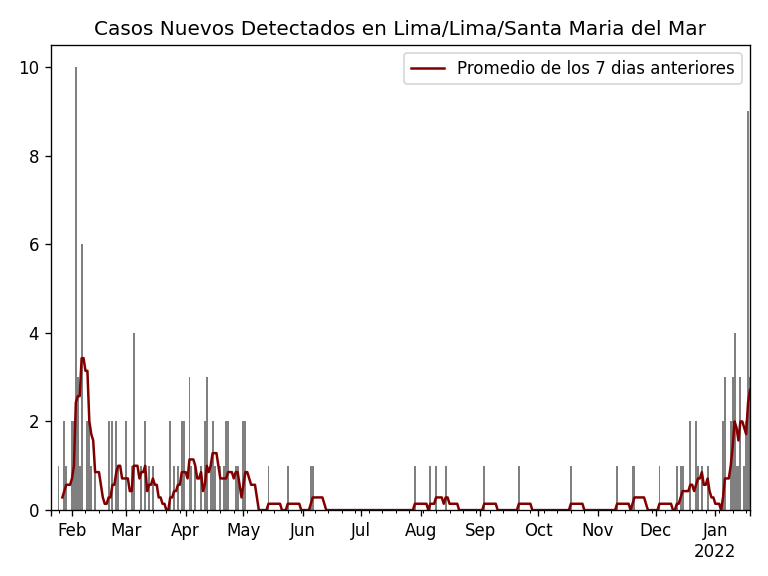 Casos Nuevos Detectados en Lima/Lima/Santa Maria del Mar
Promedio de los 7 dias anteriores
10
8
6
4
2
0
Feb Mar Apr May Jun Jul Aug Sep Oct Nov Dec Jan
2022